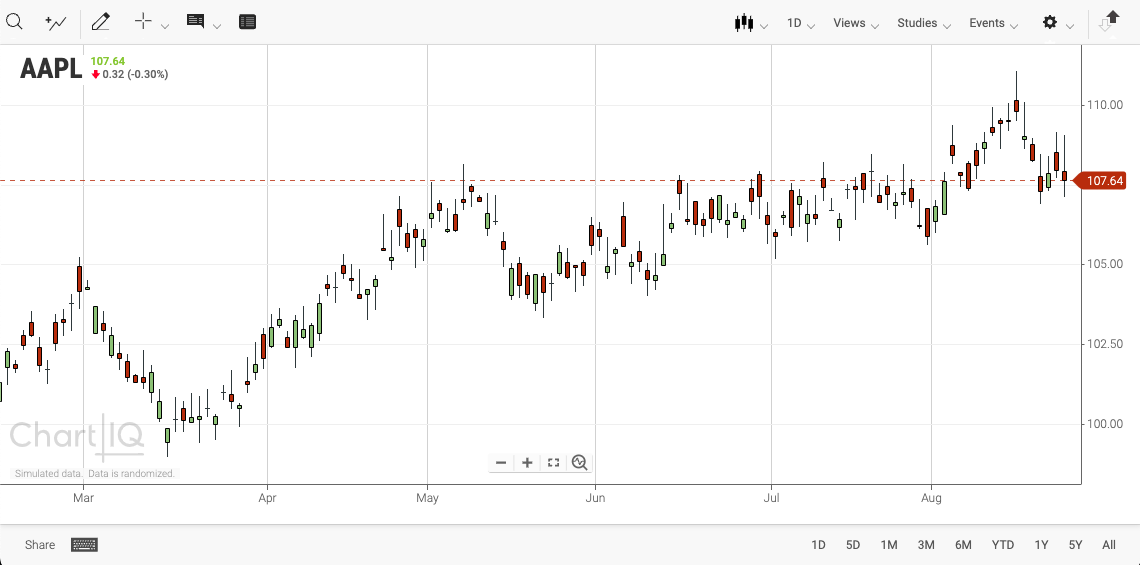 1D Views Studies Events
AAPL
107.64
0.32 (-0.30%)
110.00
107.64
105.00
102.50
100.00
Chart IQ
Simulated data. Data is randomized.
Mar Apr May Jun Jul Aug
Share 1D 5D 1M 3M 6M YTD 1Y 5Y All